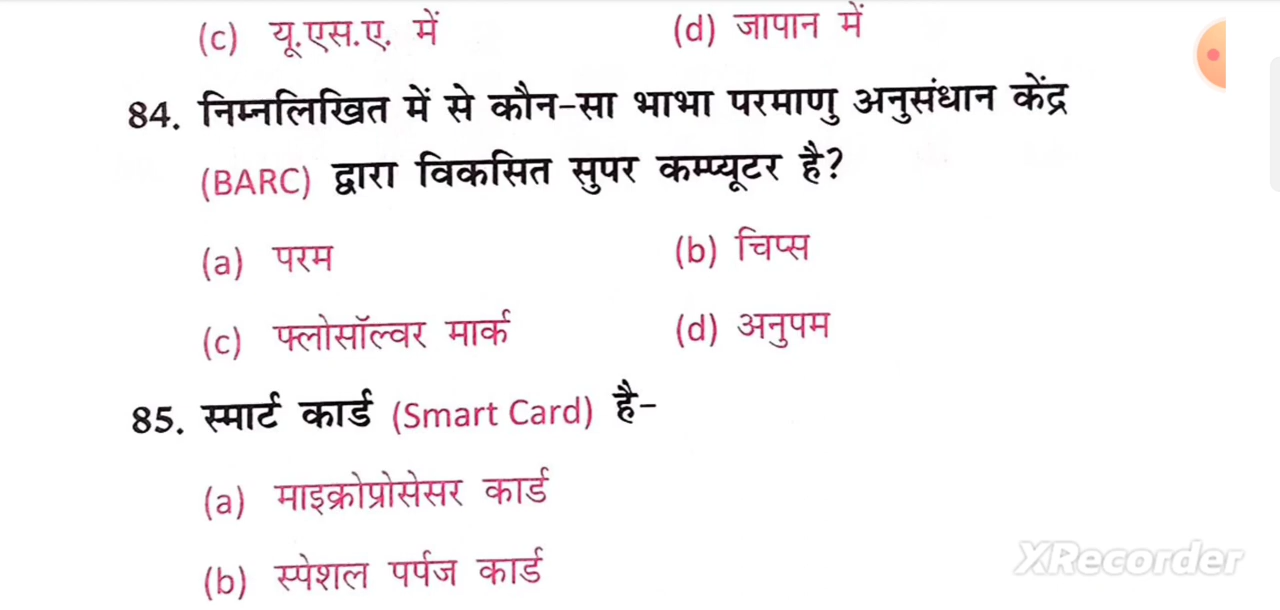 (c) यू.एस.ए. में (d) जापान में
84. निम्नलिखित में से कौन-सा भाभा परमाणु अनुसंधान केंद्र
(BARC) द्वारा विकसित सुपर कम्प्यूटर है?
(a) परम (b) चिप्स
(c) फ्लोसॉल्वर मार्क (d) अनुपम
85. स्मार्ट कार्ड (Smart Card) है-
(a) माइक्रोप्रोसेसर कार्ड
(b) स्पेशल पर्पज कार्ड
XRecorder